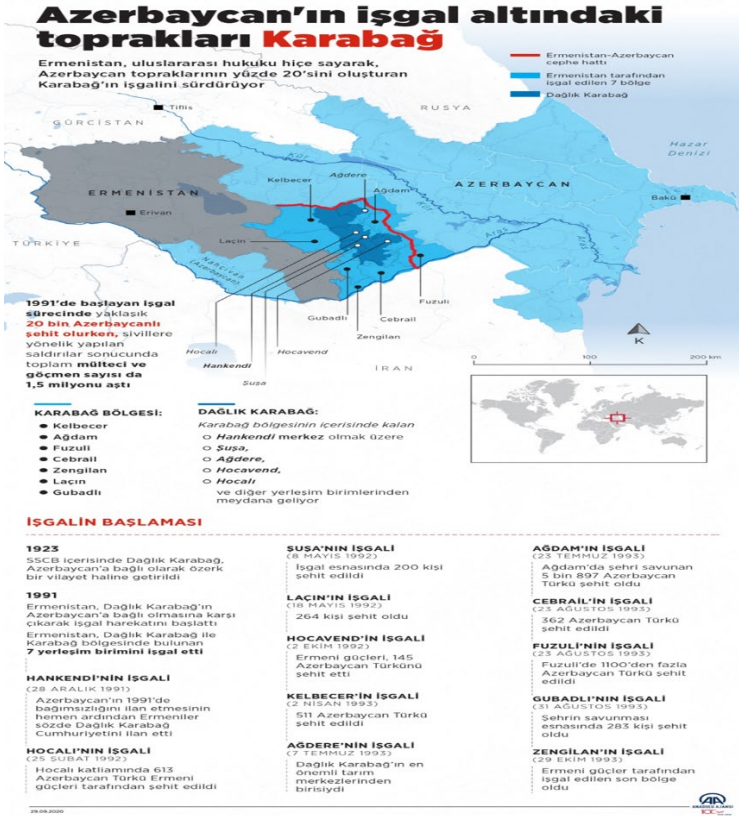 Azerbaycan'ın işgal altındaki
toprakları Karabağ
Ermenistan, uluslararası hukuku hiçe sayarak,
Azerbaycan topraklarının yüzde 20'sini oluşturan
Karabağ'ın işgalini sürdürüyor
Ermenistan-Azerbaycan
cephe hattı
Ermenistan tarafından
işgal edilen 7 bölge
Dağlık Karabağ
Tiflis
RUSYA
GÜRCİSTAN
Hazar
Denizi
Kür
Kelbecer
Ağdere
Ağdam
AZERBAYCAN
ERMENİSTAN
Bakü
Erivan
Kür
Aras
Laçın
TÜRKİYE
Nahçıvan
(Azerbaycan)
Fuzuli
Gubadlı
Cebrail
Zengilan
Hocalı
Hocavend
Hankendi
Şuşa
İRAN
K
0
100
200 km
1991'de başlayan işgal
sürecinde yaklaşık
20 bin Azerbaycanlı
şehit olurken, sivillere
yönelik yapılan
saldırılar sonucunda
toplam mülteci ve
göçmen sayısı da
1,5 milyonu aştı
KARABAĞ BÖLGESİ:
Kelbecer
Ağdam
Fuzuli
Cebrail
Zengilan
Laçın
Gubadlı
DAĞLIK KARABAĞ:
Karabağ bölgesinin içerisinde kalan
Hankendi merkez olmak üzere
Şuşa,
Ağdere,
Hocavend,
Hocalı
ve diğer yerleşim birimlerinden
meydana geliyor
İŞGALİN BAŞLAMASI
1923
SSCB içerisinde Dağlık Karabağ,
Azerbaycan'a bağlı olarak özerk
bir vilayet haline getirildi
1991
Ermenistan, Dağlık Karabağ'ın
Azerbaycan'a bağlı olmasına karşı
çıkarak işgal harekatını başlattı
Ermenistan, Dağlık Karabağ ile
Karabağ bölgesinde bulunan
7 yerleşim birimini işgal etti
HANKENDİ'NİN İŞGALİ
(28 ARALIK 1991)
Azerbaycan'ın 1991'de
bağımsızlığını ilan etmesinin
hemen ardından Ermeniler
sözde Dağlık Karabağ
Cumhuriyetini ilan etti
HOCALI'NIN İŞGALİ
(25 ŞUBAT 1992)
Hocalı katliamında 613
Azerbaycan Türkü Ermeni
güçleri tarafından şehit edildi
ŞUŞA'NIN İŞGALİ
(8 MAYIS 1992)
İşgal esnasında 200 kişi
şehit edildi
LAÇIN'IN İŞGALİ
(18 MAYIS 1992)
264 kişi şehit oldu
HOCAVEND'İN İŞGALİ
(2 EKİM 1992)
Ermeni güçleri, 145
Azerbaycan Türkünü
şehit etti
KELBECER'İN İŞGALİ
(2 NİSAN 1993)
511 Azerbaycan Türkü
şehit edildi
AĞDERE'NİN İŞGALİ
(7 TEMMUZ 1993)
Dağlık Karabağ'ın en
önemli tarım
merkezlerinden
birisiydi
AĞDAM'IN İŞGALİ
(23 TEMMUZ 1993)
Ağdam'da şehri savunan
5 bin 897 Azerbaycan
Türkü şehit oldu
CEBRAİL'İN İŞGALİ
(23 AĞUSTOS 1993)
362 Azerbaycan Türkü
şehit edildi
FUZULİ'NİN İŞGALİ
(23 AĞUSTOS 1993)
Fuzuli'de 1100'den fazla
Azerbaycan Türkü şehit
edildi
GUBADLI'NIN İŞGALİ
(31 AĞUSTOS 1993)
Şehrin savunması
esnasında 283 kişi şehit
oldu
ZENGİLAN'IN İŞGALİ
(29 EKİM 1993)
Ermeni güçler tarafından
işgal edilen son bölge
oldu
29.09.2020
AA
ANADOLU AJANSI